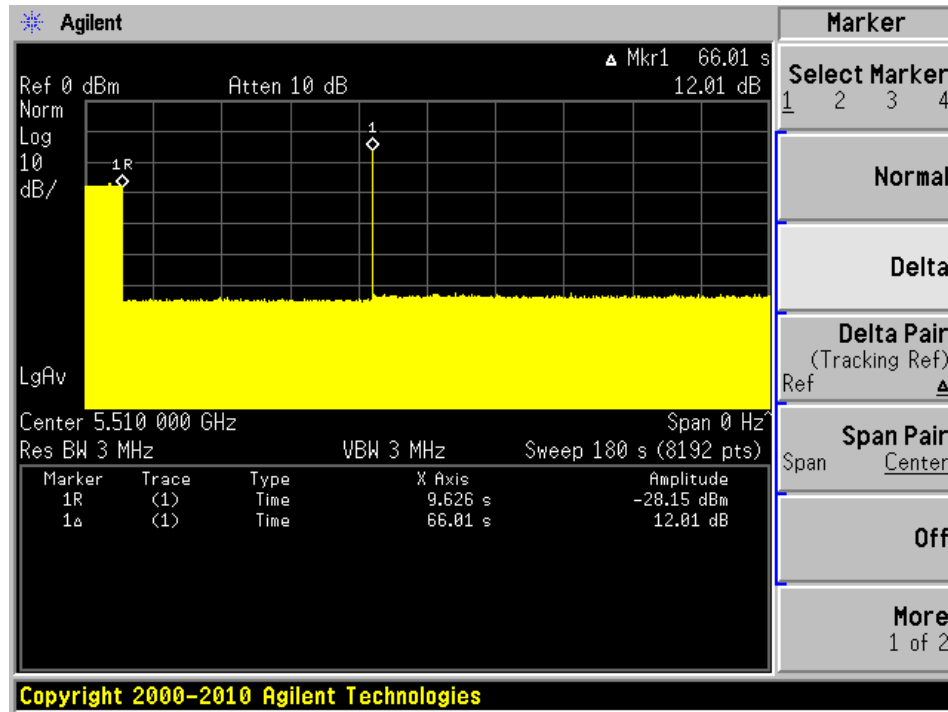 Agilent
Marker
Δ Mkr1 66.01 s
Ref 0 dBm Atten 10 dB 12.01 dB
Norm
Log
10
dB/
1R
1
LgAv
Center 5.510 000 GHz Span 0 Hz^
Res BW 3 MHz VBW 3 MHz Sweep 180 s (8192 pts)
Marker Trace Type X Axis Amplitude
1R (1) Time 9.626 s -28.15 dBm
1Δ (1) Time 66.01 s 12.01 dB
Select Marker
1 2 3 4
Normal
Delta
Delta Pair
(Tracking Ref)
Ref Δ
Span Pair
Span Center
Off
More
1 of 2
Copyright 2000-2010 Agilent Technologies